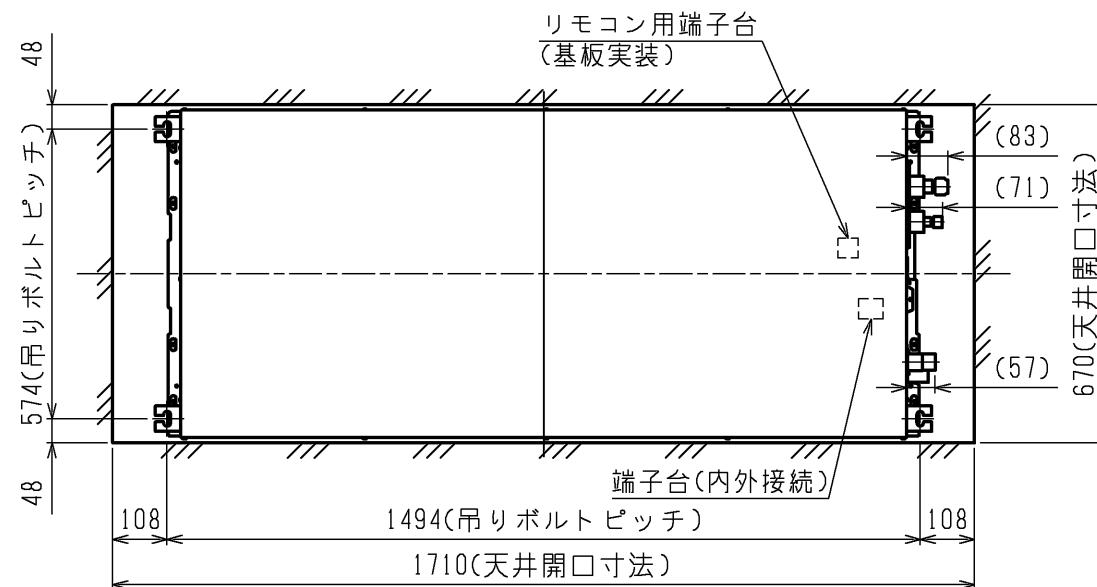 リモコン用端子台
(基板実装)
48
574(吊りボルトピッチ)
48
(83)
(71)
(57)
670(天井開口寸法)
端子台(内外接続)
108
1494(吊りボルトピッチ)
108
1710(天井開口寸法)